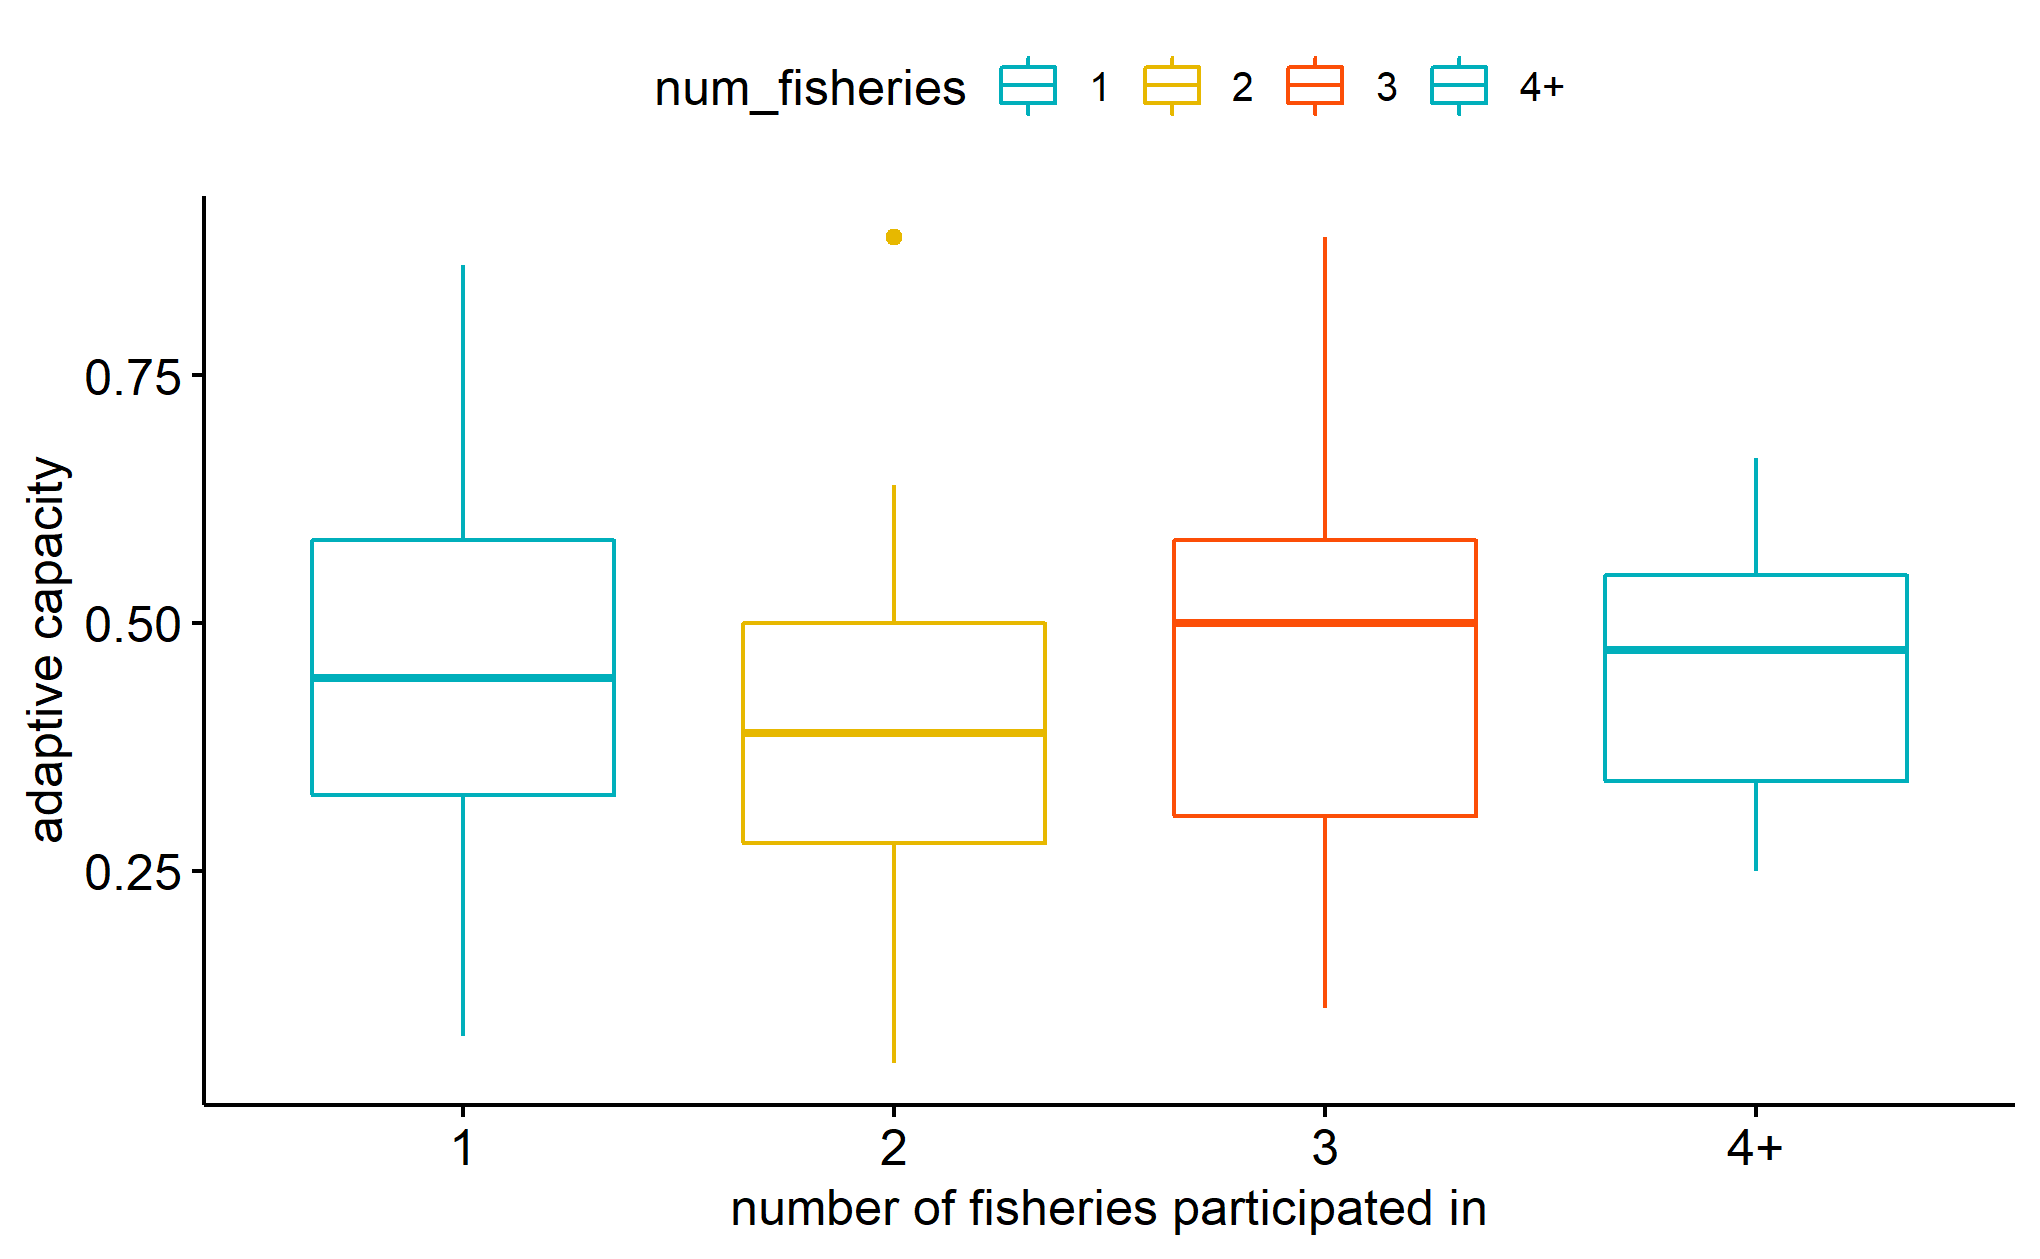 num_fisheries 1 2 3 4+
0.75
0.50
0.25
adaptive capacity
1 2 3 4+
number of fisheries participated in